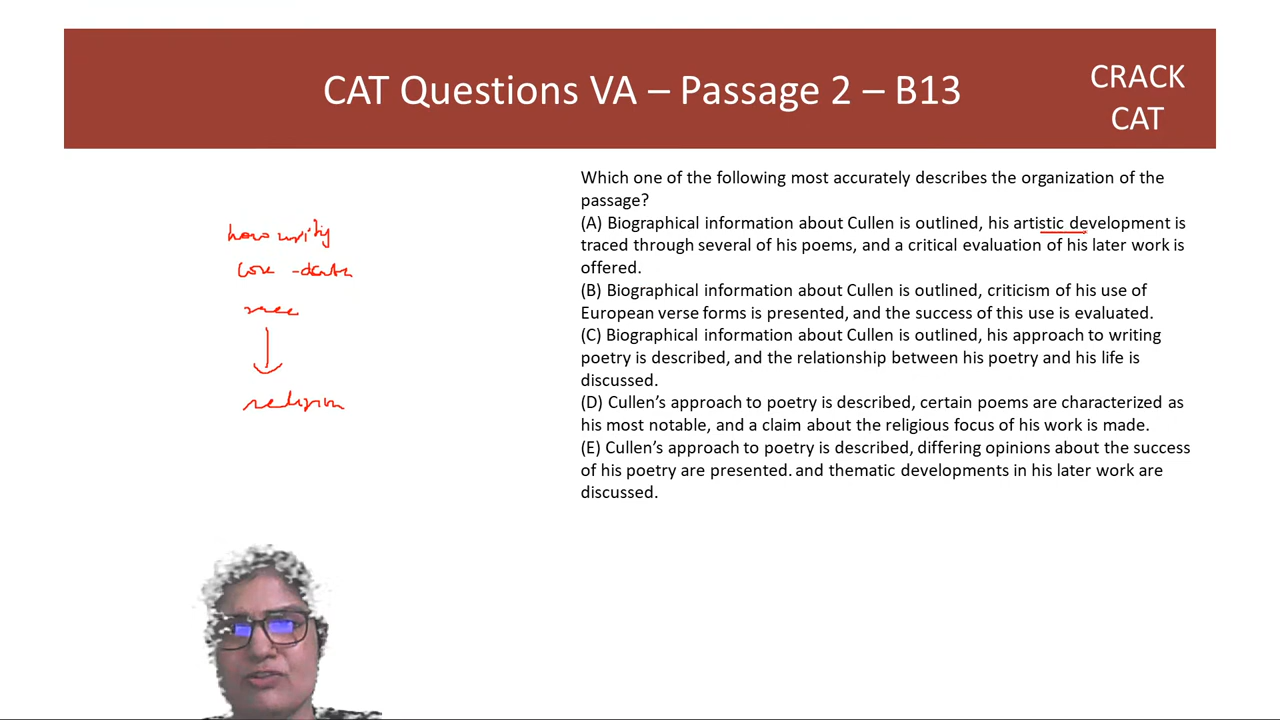 CAT Questions VA – Passage 2 – B13
CRACK
CAT
Which one of the following most accurately describes the organization of the
passage?
(A) Biographical information about Cullen is outlined, his artistic development is
traced through several of his poems, and a critical evaluation of his later work is
offered.
(B) Biographical information about Cullen is outlined, criticism of his use of
European verse forms is presented, and the success of this use is evaluated.
(C) Biographical information about Cullen is outlined, his approach to writing
poetry is described, and the relationship between his poetry and his life is
discussed.
(D) Cullen’s approach to poetry is described, certain poems are characterized as
his most notable, and a claim about the religious focus of his work is made.
(E) Cullen’s approach to poetry is described, differing opinions about the success
of his poetry are presented. and thematic developments in his later work are
discussed.
religion